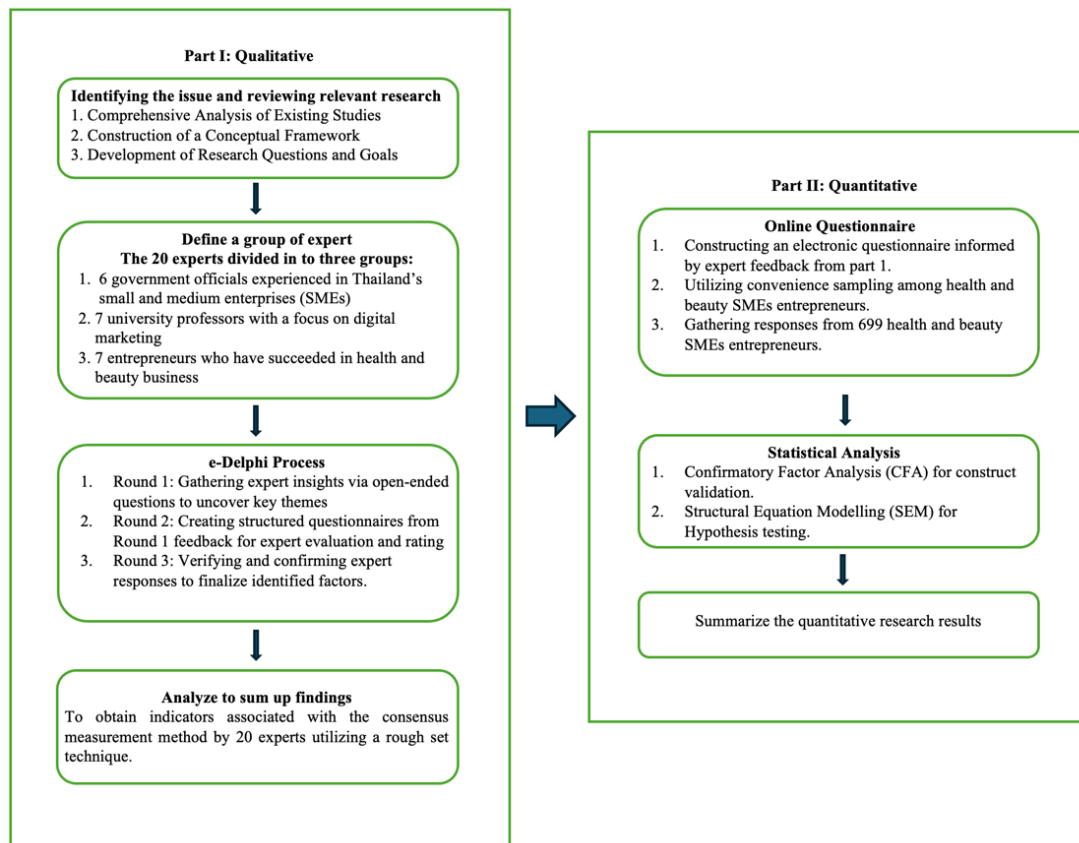 Part I: Qualitative
Identifying the issue and reviewing relevant research
1. Comprehensive Analysis of Existing Studies
2. Construction of a Conceptual Framework
3. Development of Research Questions and Goals
Define a group of expert
The 20 experts divided in to three groups:
1. 6 government officials experienced in Thailand’s
small and medium enterprises (SMEs)
2. 7 university professors with a focus on digital
marketing
3. 7 entrepreneurs who have succeeded in health and
beauty business
e-Delphi Process
1. Round 1: Gathering expert insights via open-ended
questions to uncover key themes
2. Round 2: Creating structured questionnaires from
Round 1 feedback for expert evaluation and rating
3. Round 3: Verifying and confirming expert
responses to finalize identified factors.
Analyze to sum up findings
To obtain indicators associated with the consensus
measurement method by 20 experts utilizing a rough set
technique.
Part II: Quantitative
Online Questionnaire
1. Constructing an electronic questionnaire informed
by expert feedback from part 1.
2. Utilizing convenience sampling among health and
beauty SMEs entrepreneurs.
3. Gathering responses from 699 health and beauty
SMEs entrepreneurs.
Statistical Analysis
1. Confirmatory Factor Analysis (CFA) for construct
validation.
2. Structural Equation Modelling (SEM) for
Hypothesis testing.
Summarize the quantitative research results